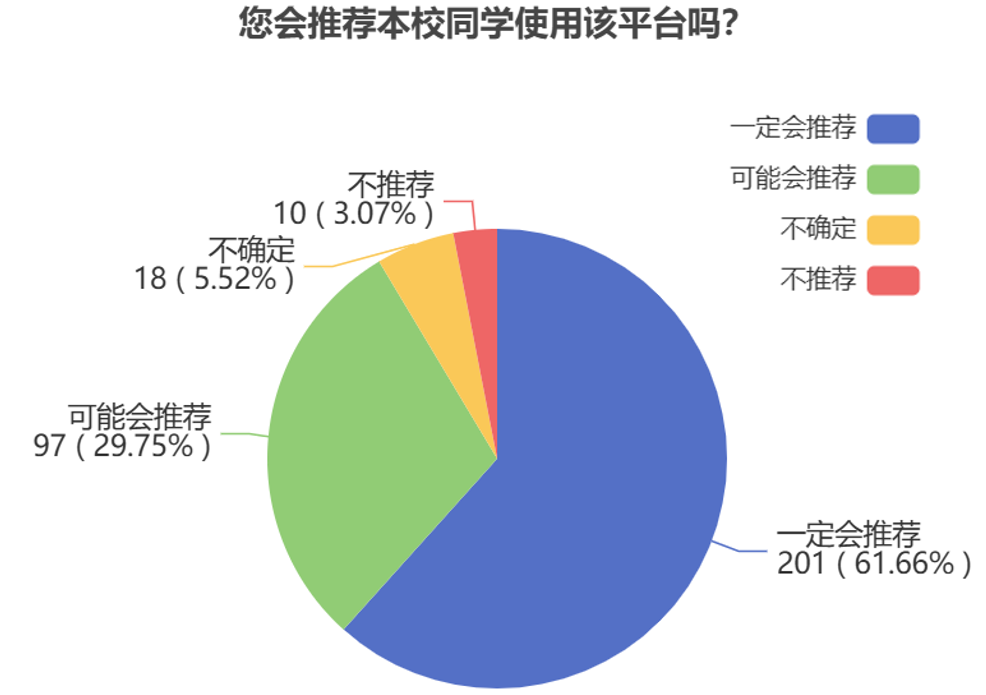 您会推荐本校同学使用该平台吗？
一定会推荐
可能会推荐
不确定
不推荐
不推荐
10 ( 3.07% )
不确定
18 ( 5.52% )
可能会推荐
97 ( 29.75% )
一定会推荐
201 ( 61.66% )